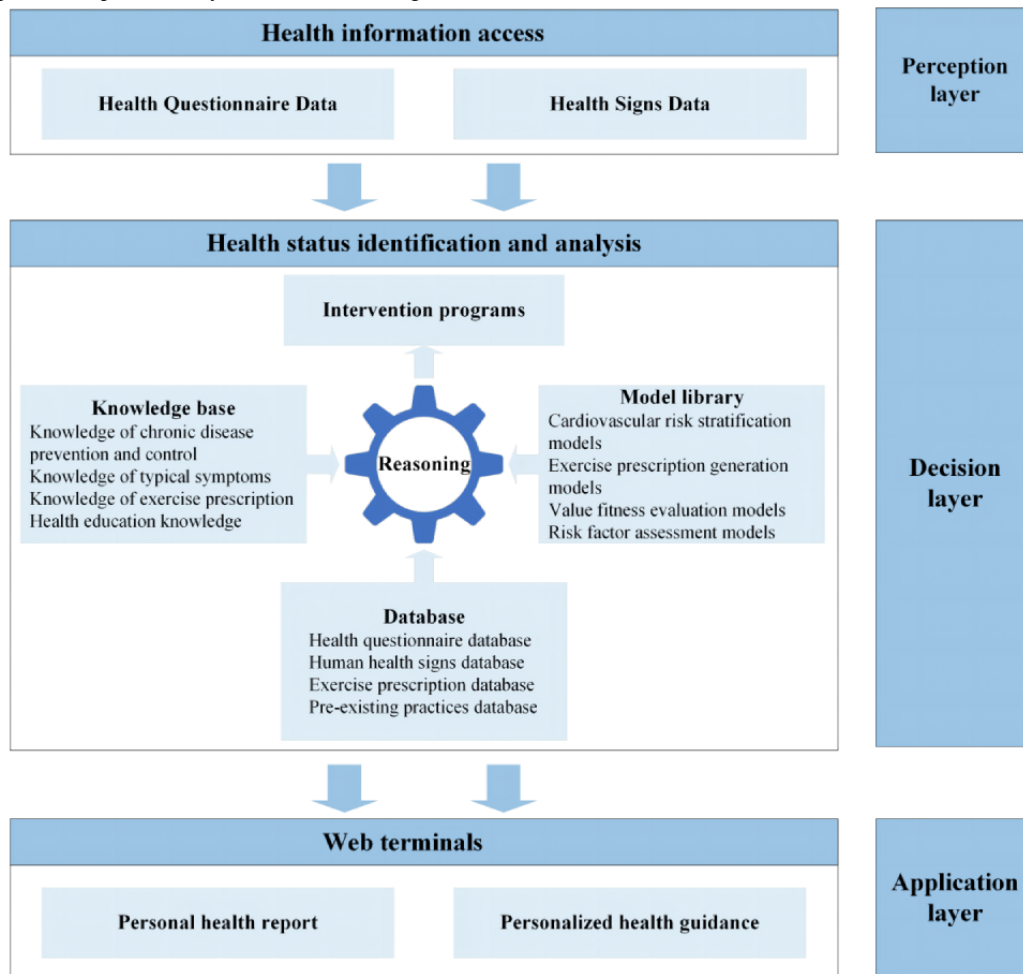 Health information access
Health Questionnaire Data
Health Signs Data
Perception
layer
Health status identification and analysis
Intervention programs
Knowledge base
Knowledge of chronic disease
prevention and control
Knowledge of typical symptoms
Knowledge of exercise prescription
Health education knowledge
Reasoning
Model library
Cardiovascular risk stratification
models
Exercise prescription generation
models
Value fitness evaluation models
Risk factor assessment models
Database
Health questionnaire database
Human health signs database
Exercise prescription database
Pre-existing practices database
Decision
layer
Web terminals
Personal health report
Personalized health guidance
Application
layer